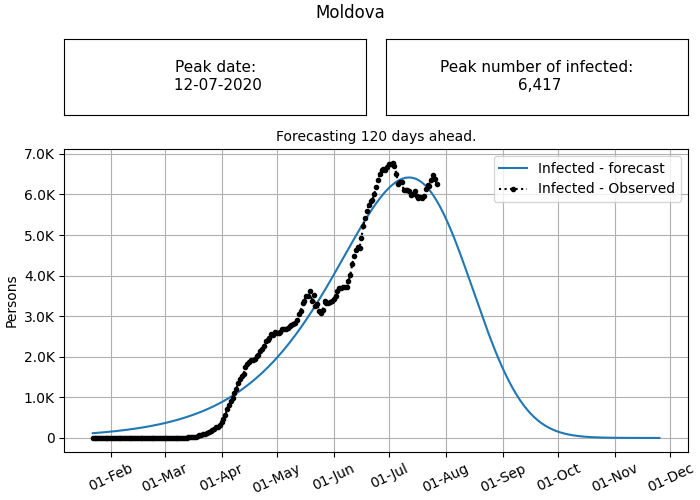 Moldova
Peak date:
12-07-2020
Peak number of infected:
6,417
Forecasting 120 days ahead.
7.0K
6.0K
5.0K
4.0K
3.0K
2.0K
1.0K
0
Persons
Infected - forecast
Infected - Observed
01-Feb
01-Mar
01-Apr
01-May
01-Jun
01-Jul
01-Aug
01-Sep
01-Oct
01-Nov
01-Dec